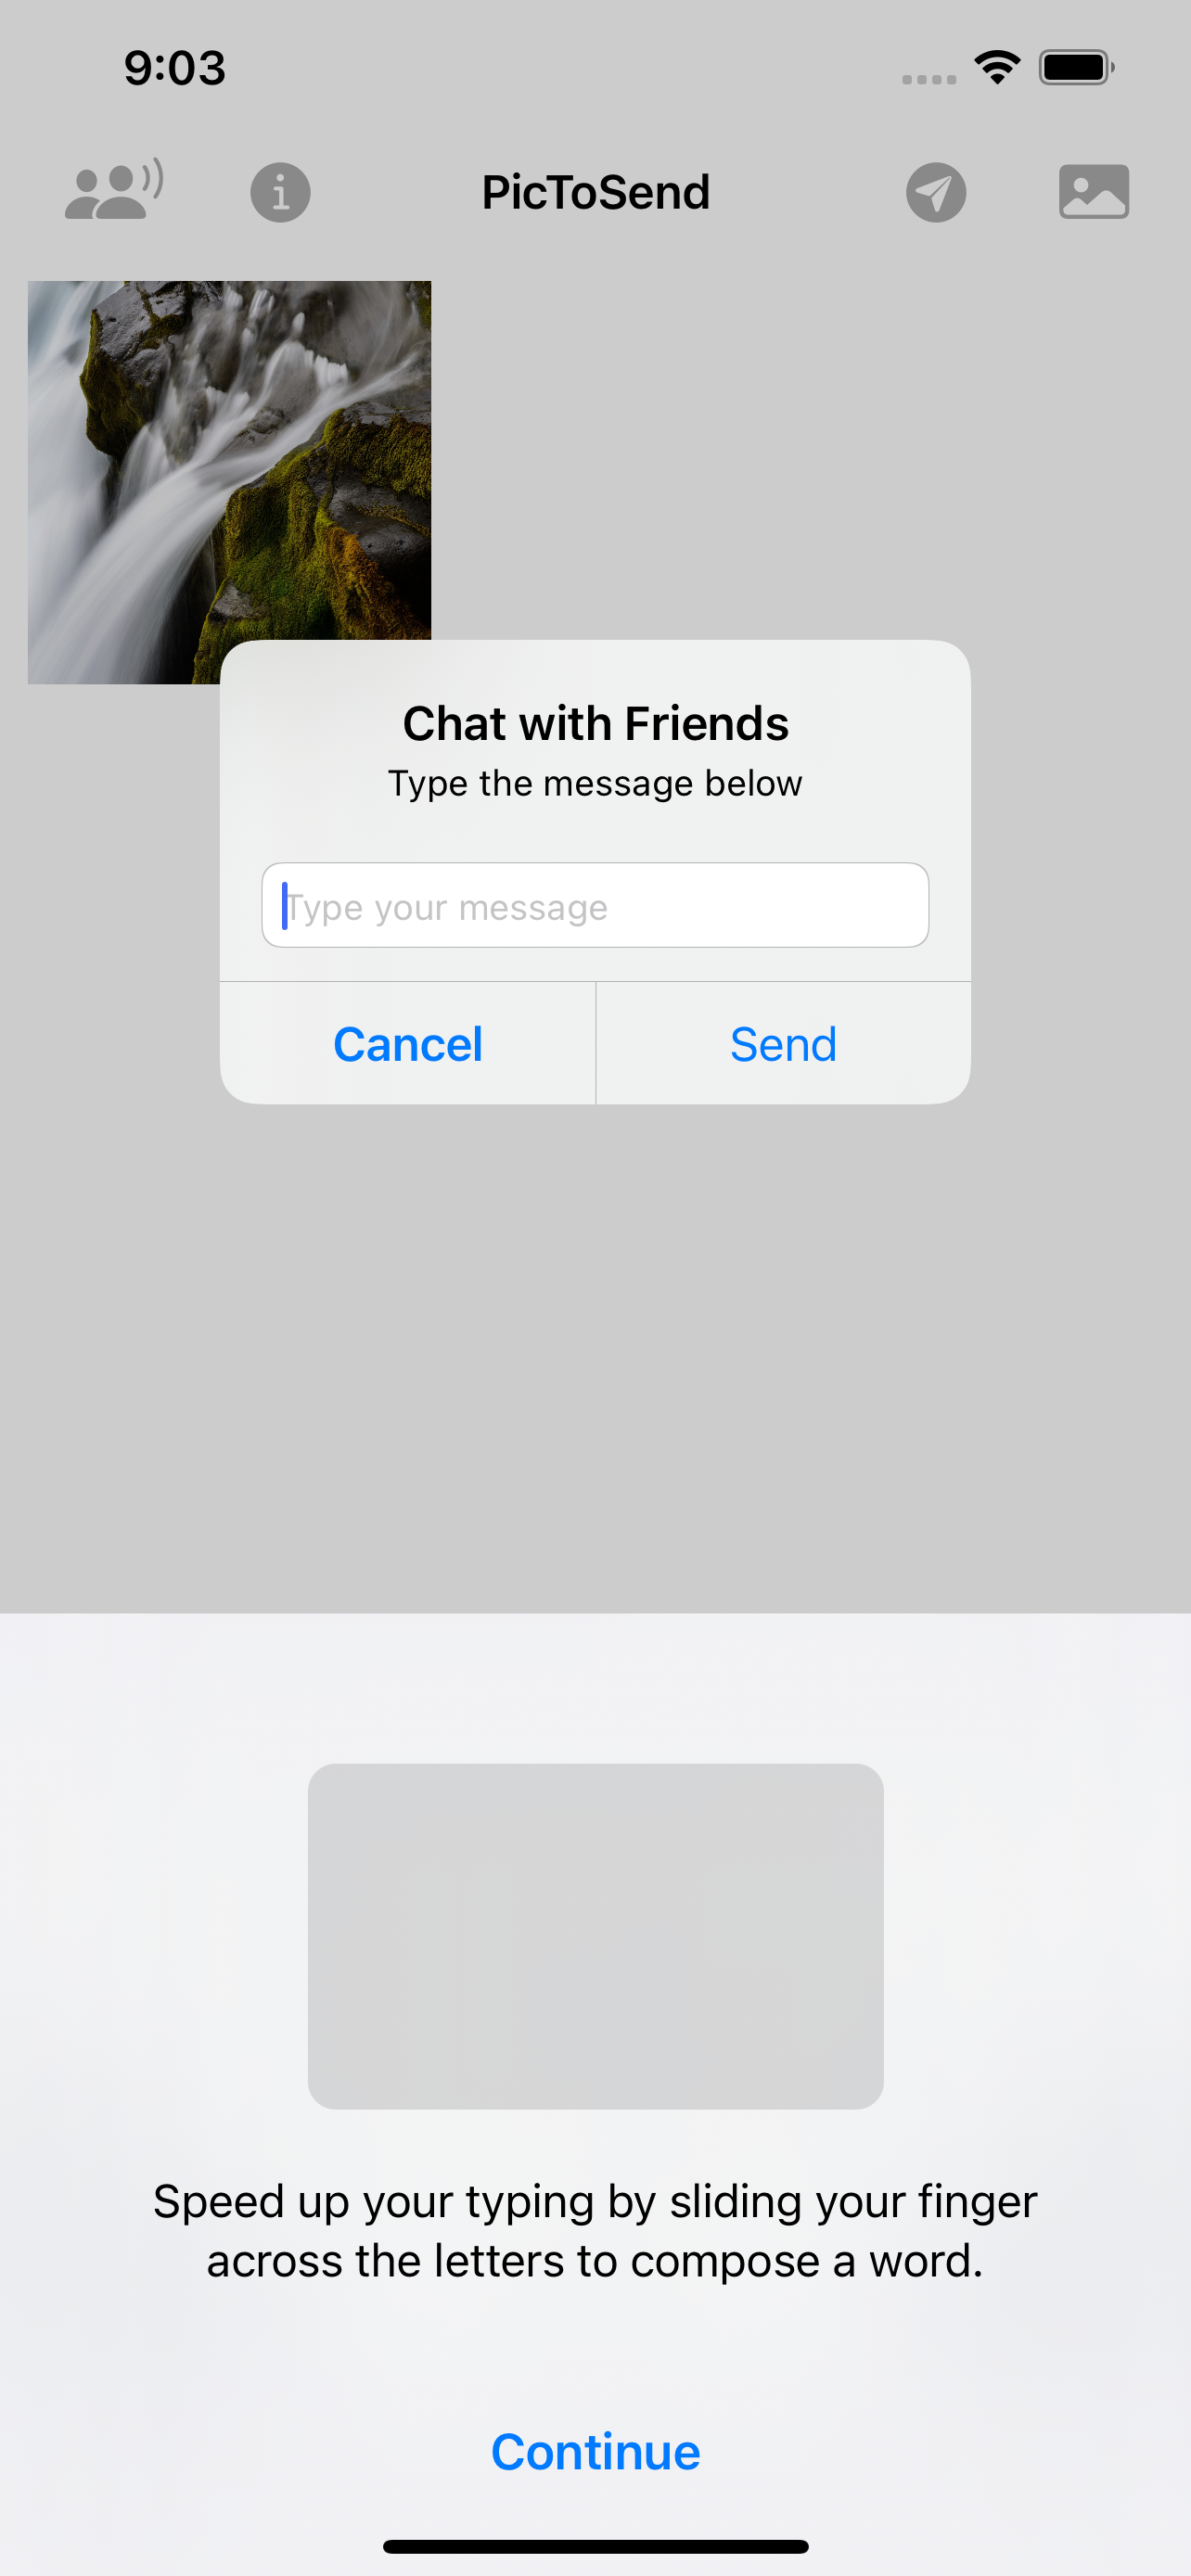 9:03
PicToSend
Chat with Friends
Type the message below
Type your message
Cancel
Send
Speed up your typing by sliding your finger
across the letters to compose a word.
Continue